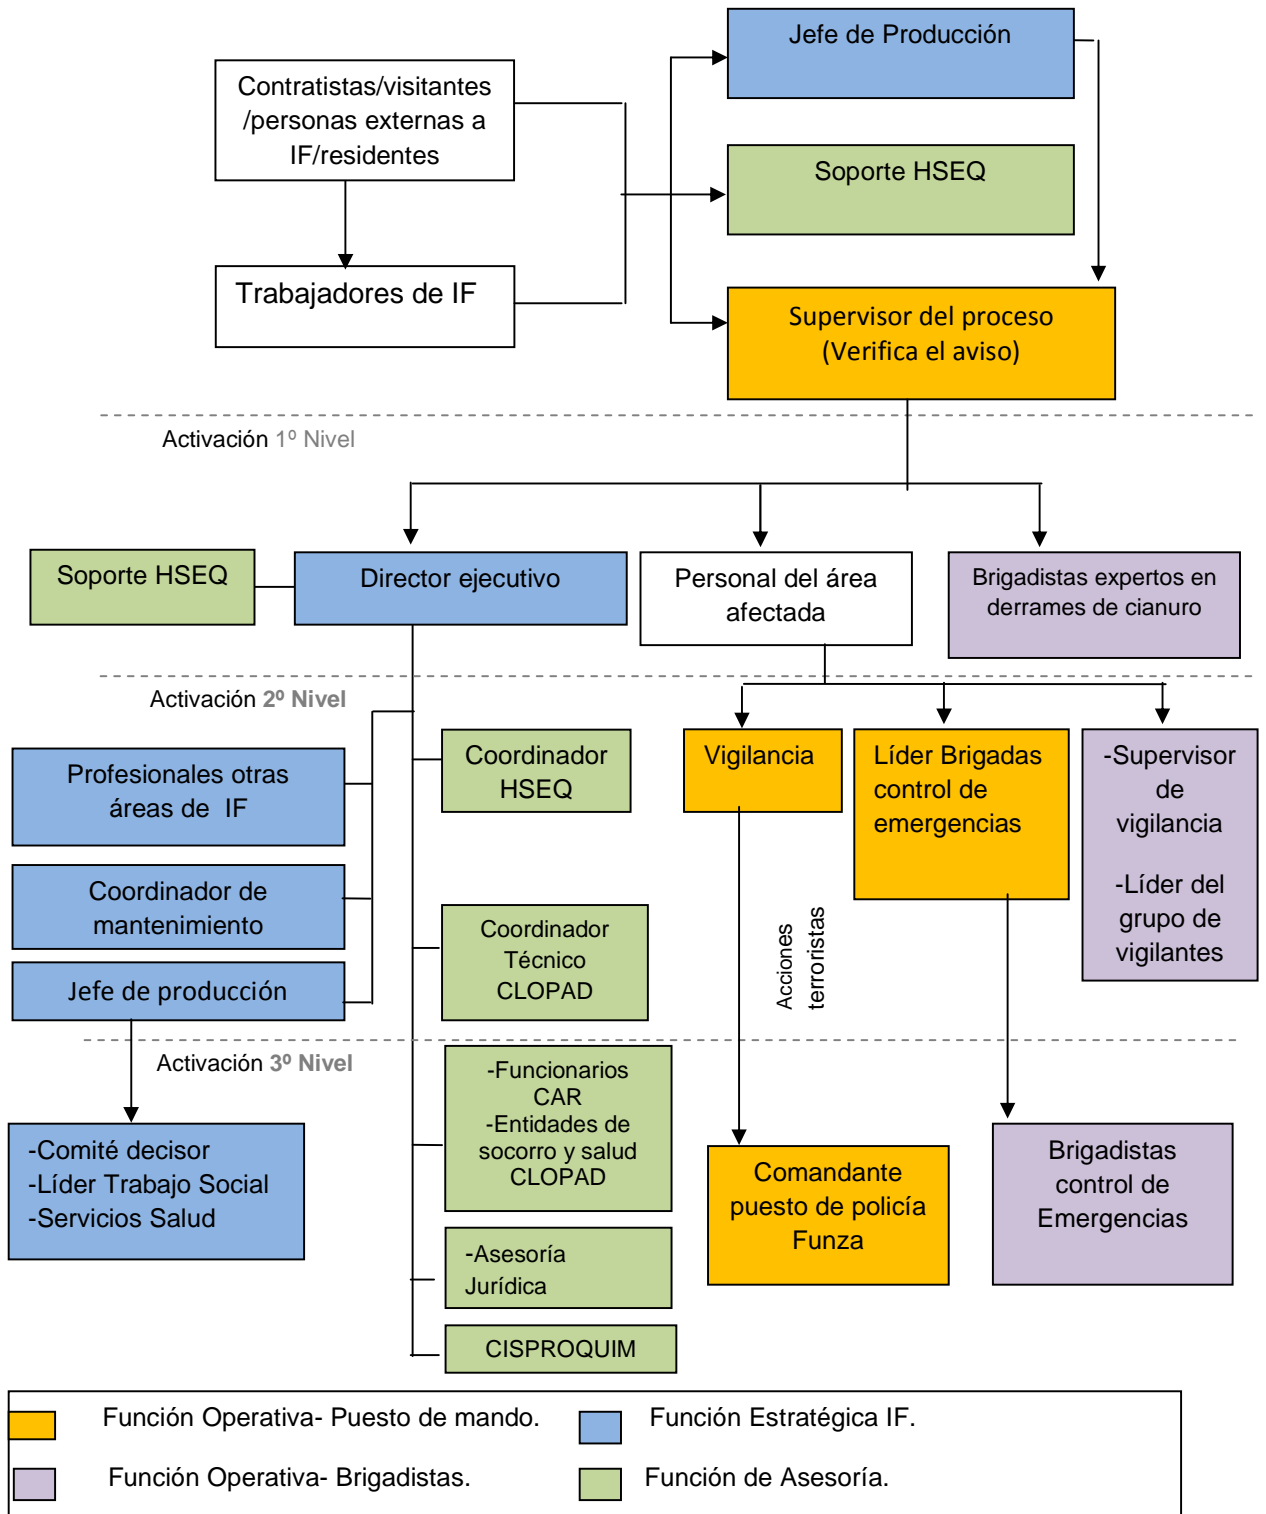 Jefe de Producción
Contratistas/visitantes
/personas externas a
IF/residentes
Soporte HSEQ
Trabajadores de IF
Supervisor del proceso
(Verifica el aviso)
Activación 1º Nivel
Soporte HSEQ
Director ejecutivo
Personal del área
afectada
Brigadistas expertos en
derrames de cianuro
Activación 2º Nivel
Profesionales otras
áreas de IF
Coordinador
HSEQ
Vigilancia
Líder Brigadas
control de
emergencias
-Supervisor
de
vigilancia
-Líder del
grupo de
vigilantes
Coordinador de
mantenimiento
Coordinador
Técnico
CLOPAD
Acciones
terroristas
Jefe de producción
Activación 3º Nivel
-Funcionarios
CAR
-Entidades de
socorro y salud
CLOPAD
-Comité decisor
-Líder Trabajo Social
-Servicios Salud
Comandante
puesto de policía
Funza
Brigadistas
control de
Emergencias
-Asesoría
Jurídica
CISPROQUIM
Función Operativa- Puesto de mando.
Función Estratégica IF.
Función Operativa- Brigadistas.
Función de Asesoría.